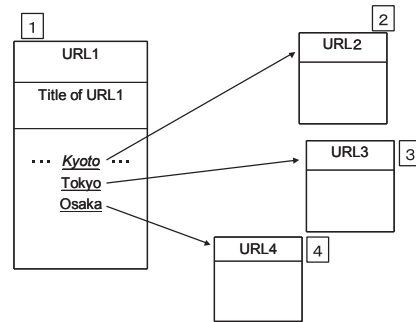 1
URL1
Title of URL1
··· Kyoto ···
Tokyo
Osaka
2
URL2
URL3
3
URL4
4